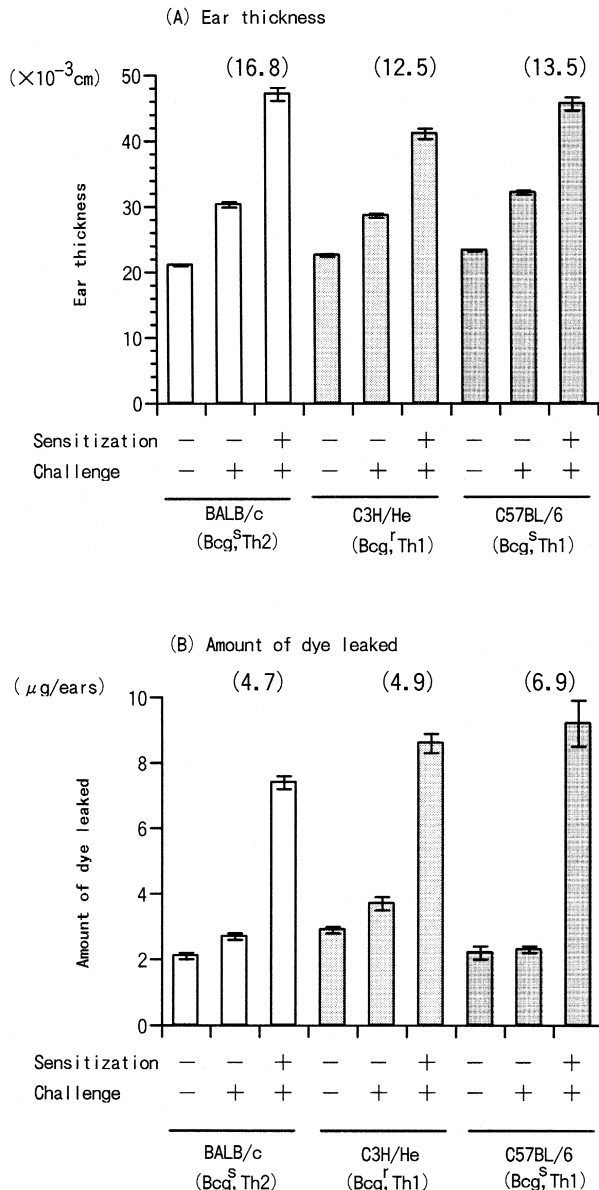 (A) Ear thickness
(×10⁻³cm) (16.8) (12.5) (13.5)
50
40
30
20
10
0
Ear thickness
Sensitization − − + − − + − − +
Challenge − + + − + + − + +
BALB/c C3H/He C57BL/6
(Bcgˢ, Th2) (Bcgʳ, Th1) (Bcgˢ, Th1)
(B) Amount of dye leaked
(μg/ears) (4.7) (4.9) (6.9)
10
8
6
4
2
0
Amount of dye leaked
Sensitization − − + − − + − − +
Challenge − + + − + + − + +
BALB/c C3H/He C57BL/6
(Bcgˢ, Th2) (Bcgʳ, Th1) (Bcgˢ, Th1)